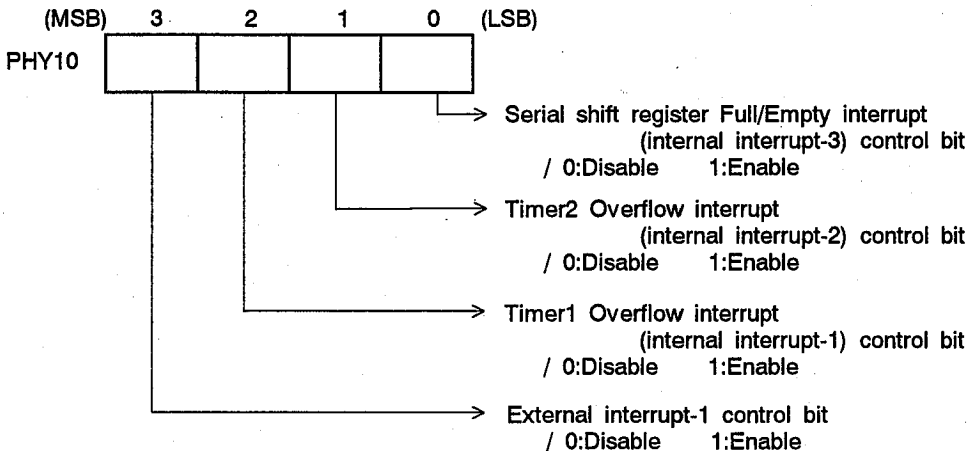 (MSB) 3 2 1 0 (LSB)
PHY10
Serial shift register Full/Empty interrupt
(internal interrupt-3) control bit
/ 0:Disable 1:Enable
Timer2 Overflow interrupt
(internal interrupt-2) control bit
/ 0:Disable 1:Enable
Timer1 Overflow interrupt
(internal interrupt-1) control bit
/ 0:Disable 1:Enable
External interrupt-1 control bit
/ 0:Disable 1:Enable